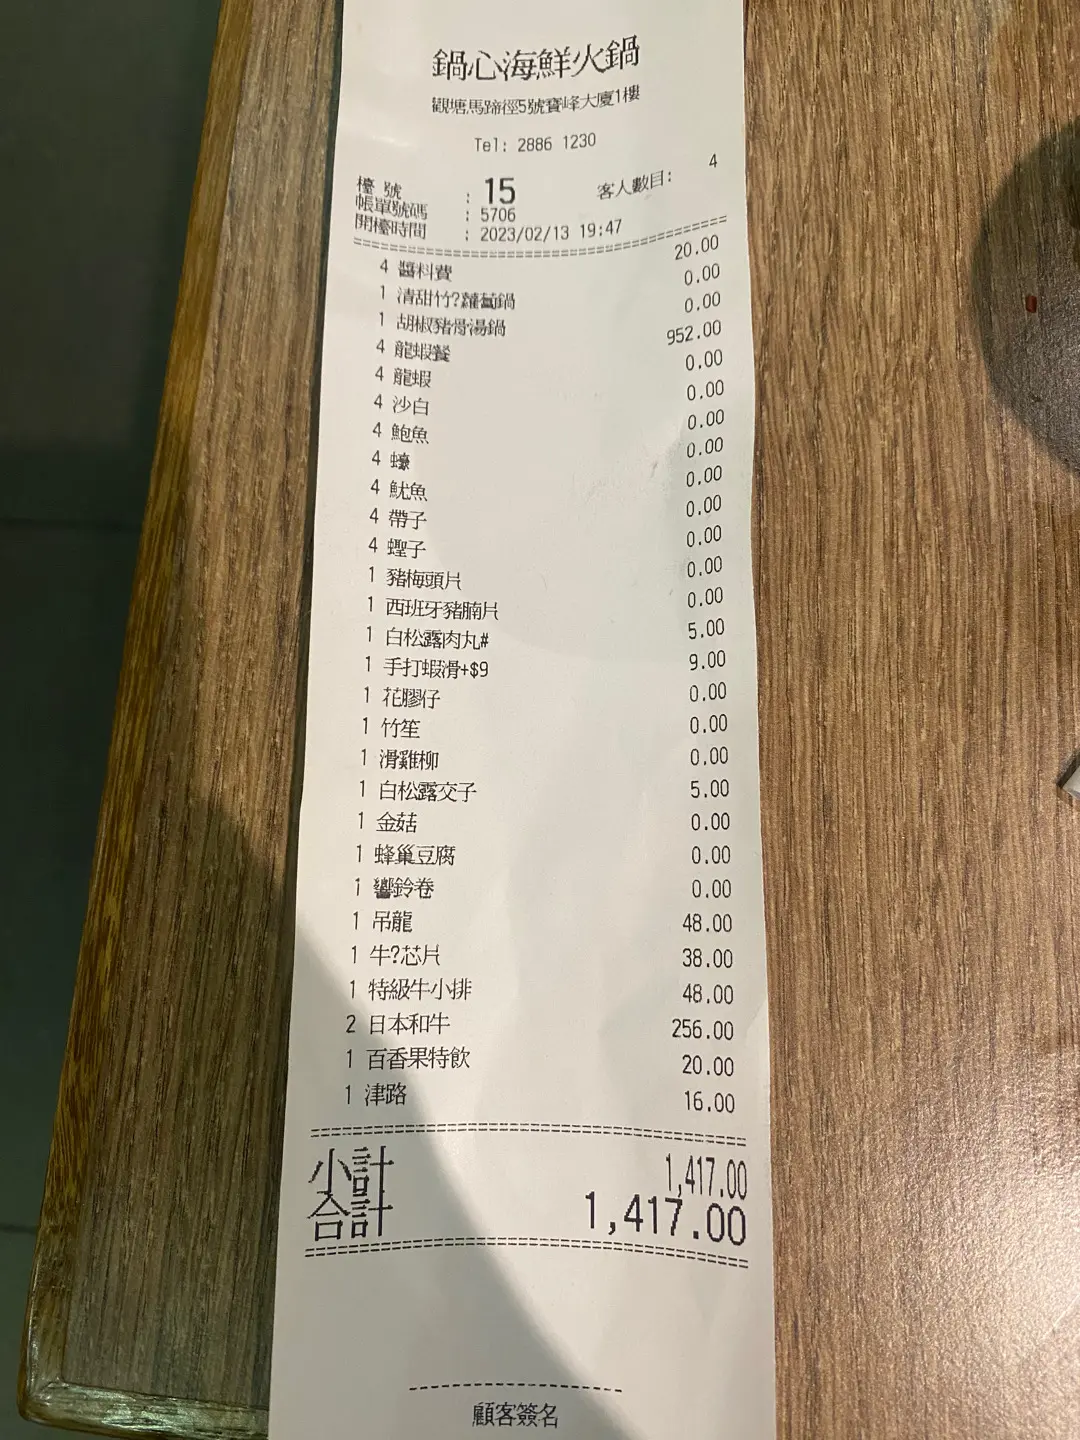 鍋心海鮮火鍋
觀塘馬蹄徑5號寶峰大廈1樓
Tel: 2886 1230
檯號 : 15 客人數目: 4
帳單號碼 : 5706
開檯時間 : 2023/02/13 19:47
4 醬料費 20.00
1 清甜竹?蘿蔔鍋 0.00
1 胡椒豬骨湯鍋 0.00
4 龍蝦餐 952.00
4 龍蝦 0.00
4 沙白 0.00
4 鮑魚 0.00
4 蠔 0.00
4 魷魚 0.00
4 帶子 0.00
4 蟶子 0.00
1 豬梅頭片 0.00
1 西班牙豬腩片 0.00
1 白松露肉丸# 5.00
1 手打蝦滑+$9 9.00
1 花膠仔 0.00
1 竹笙 0.00
1 滑雞柳 0.00
1 白松露交子 5.00
1 金菇 0.00
1 蜂巢豆腐 0.00
1 響鈴卷 0.00
1 吊龍 48.00
1 牛?芯片 38.00
1 特級牛小排 48.00
2 日本和牛 256.00
1 百香果特飲 20.00
1 津路 16.00
小計 1,417.00
合計 1,417.00
顧客簽名